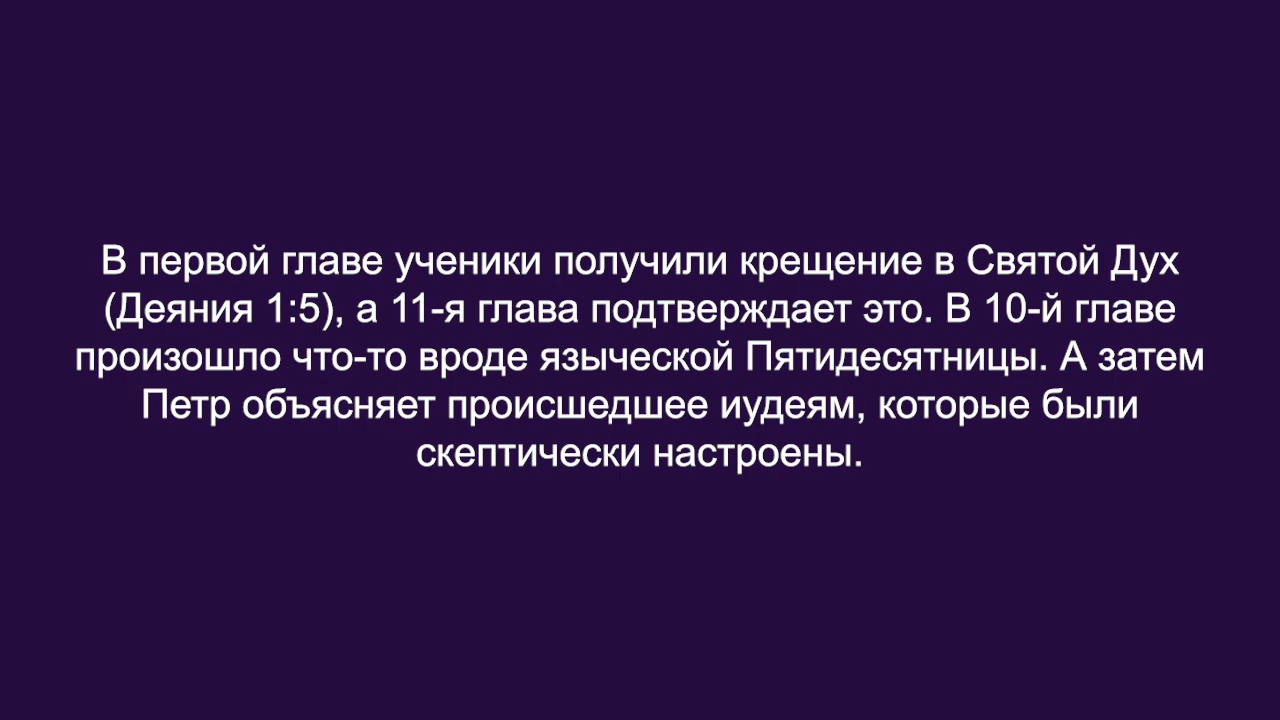 В первой главе ученики получили крещение в Святой Дух
(Деяния 1:5), а 11-я глава подтверждает это. В 10-й главе
произошло что-то вроде языческой Пятидесятницы. А затем
Петр объясняет происшедшее иудеям, которые были
скептически настроены.